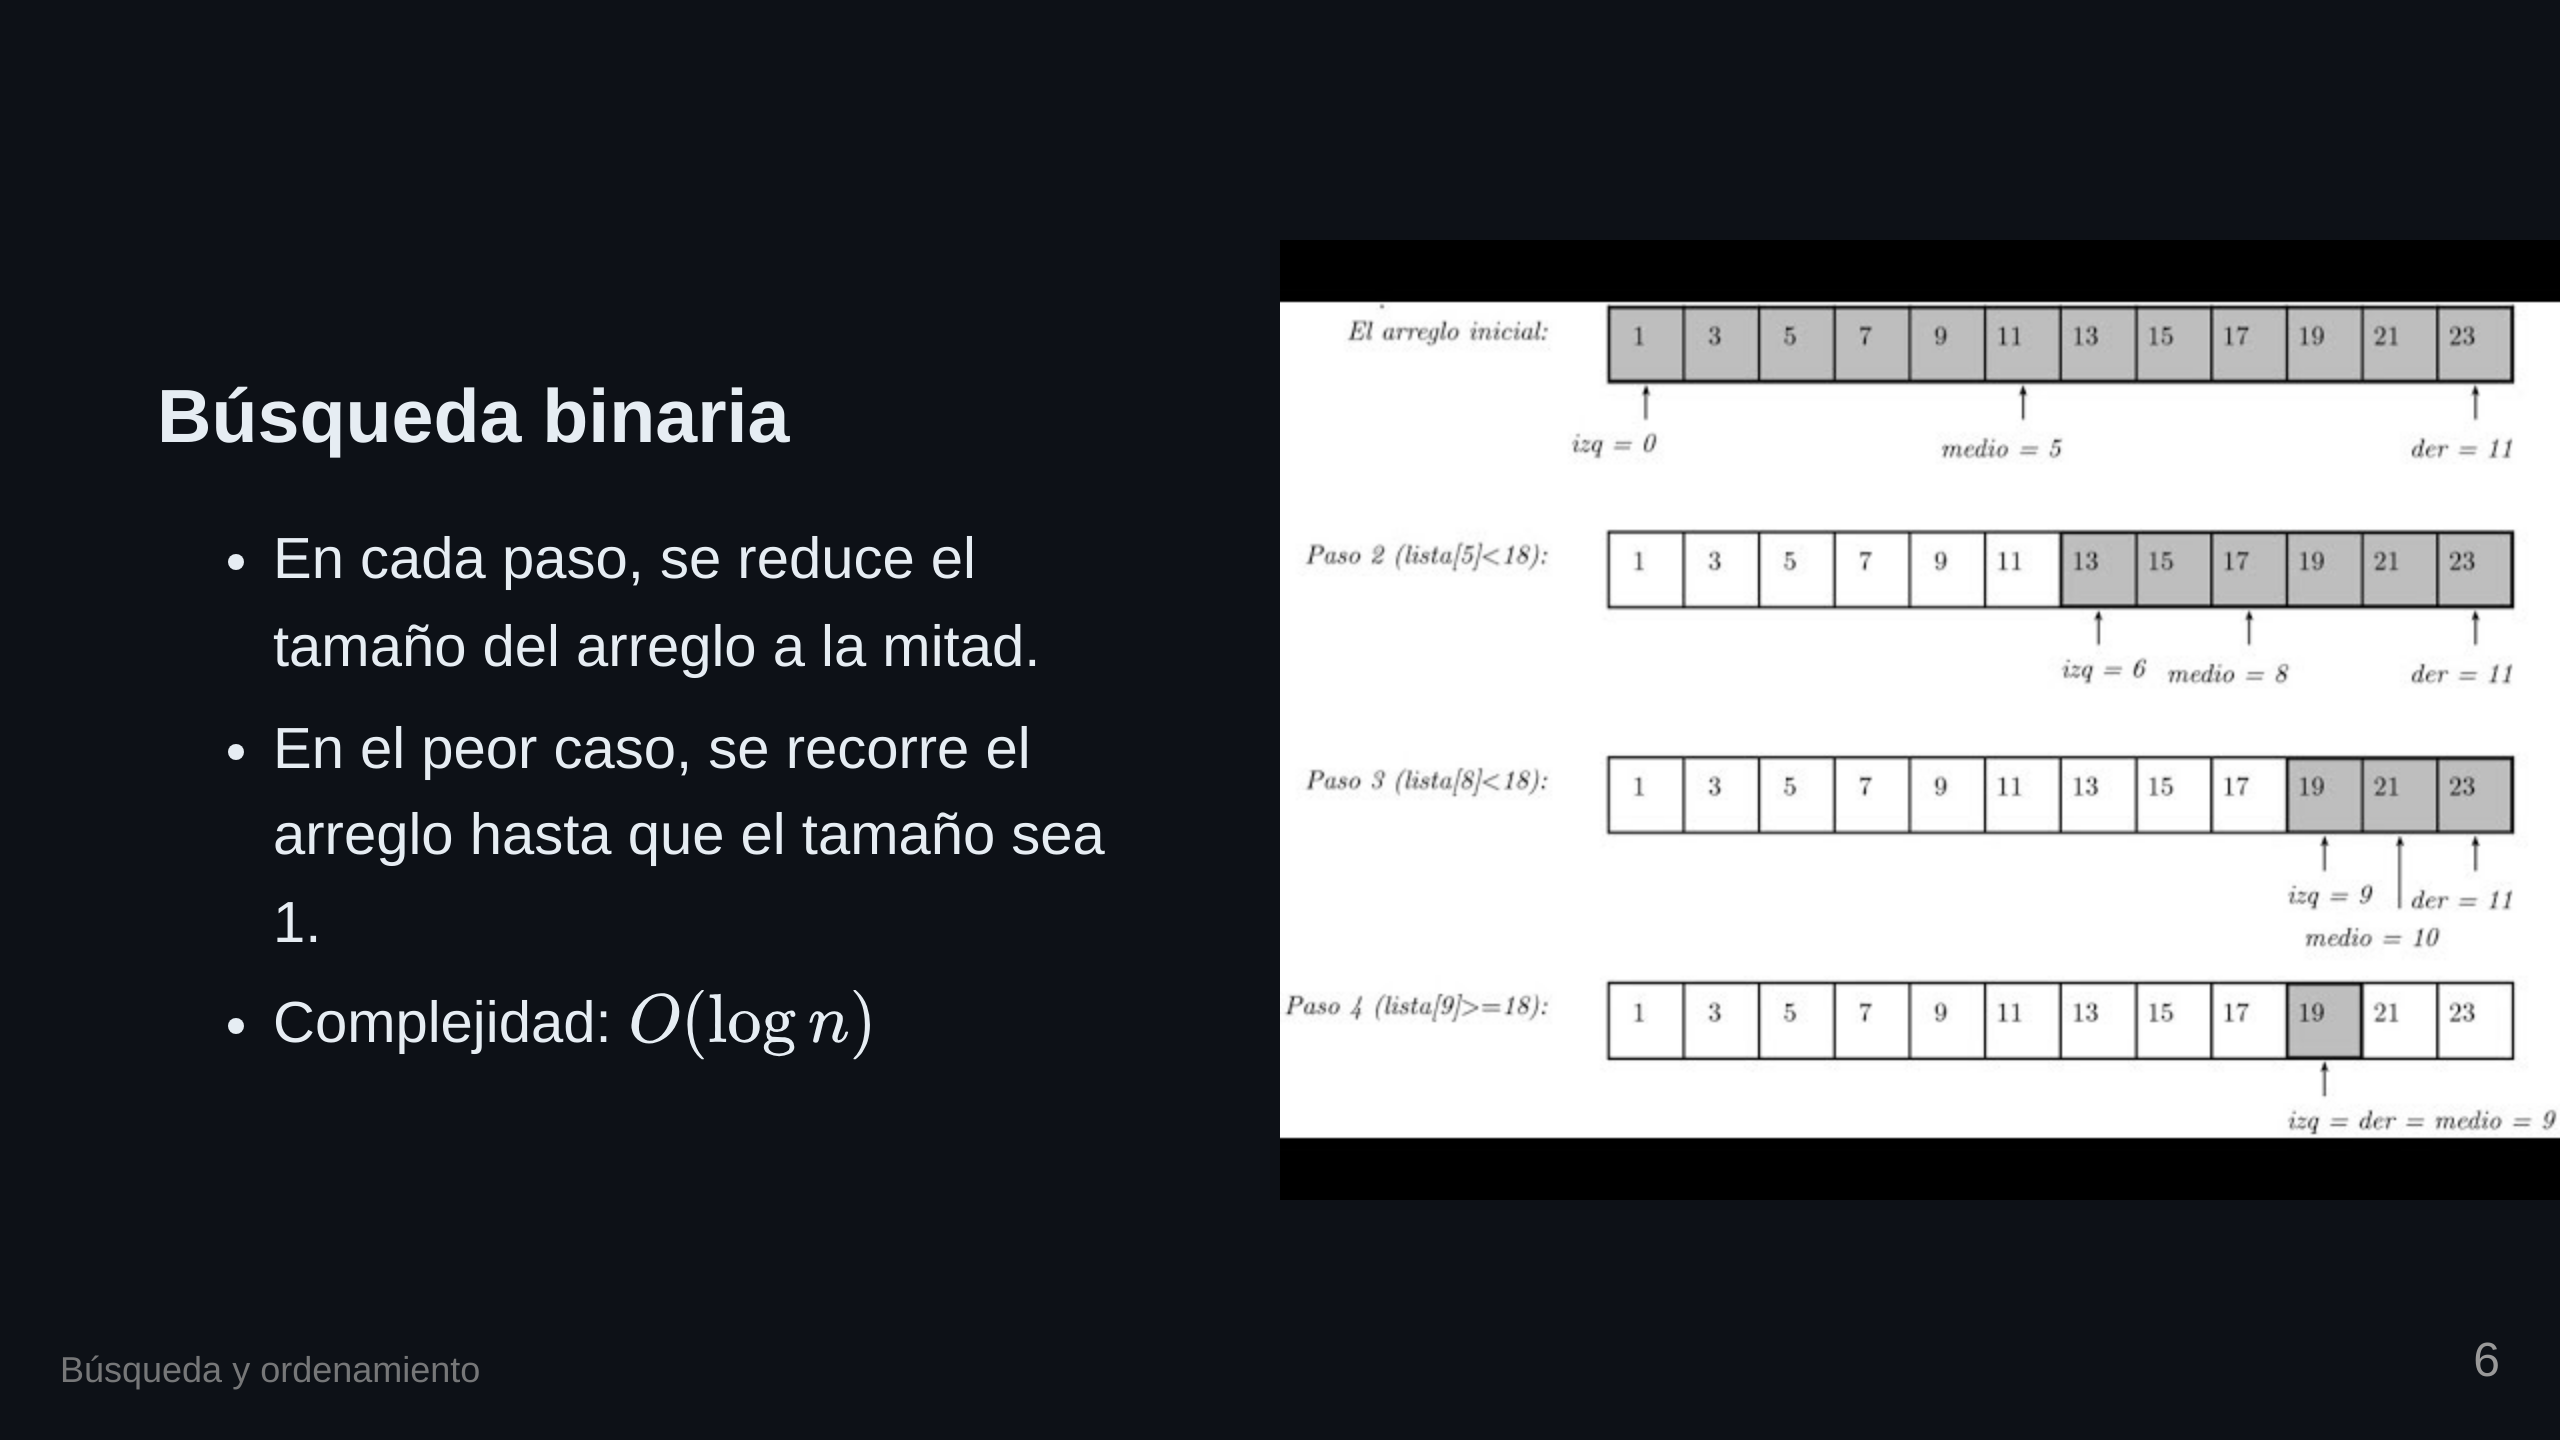 Búsqueda binaria
• En cada paso, se reduce el
tamaño del arreglo a la mitad.
• En el peor caso, se recorre el
arreglo hasta que el tamaño sea
1.
• Complejidad: O(log n)
El arreglo inicial:
1 3 5 7 9 11 13 15 17 19 21 23
izq = 0 medio = 5 der = 11
Paso 2 (lista[5]<18):
1 3 5 7 9 11 13 15 17 19 21 23
izq = 6 medio = 8 der = 11
Paso 3 (lista[8]<18):
1 3 5 7 9 11 13 15 17 19 21 23
izq = 9 der = 11
medio = 10
Paso 4 (lista[9]>=18):
1 3 5 7 9 11 13 15 17 19 21 23
izq = der = medio = 9
Búsqueda y ordenamiento
6